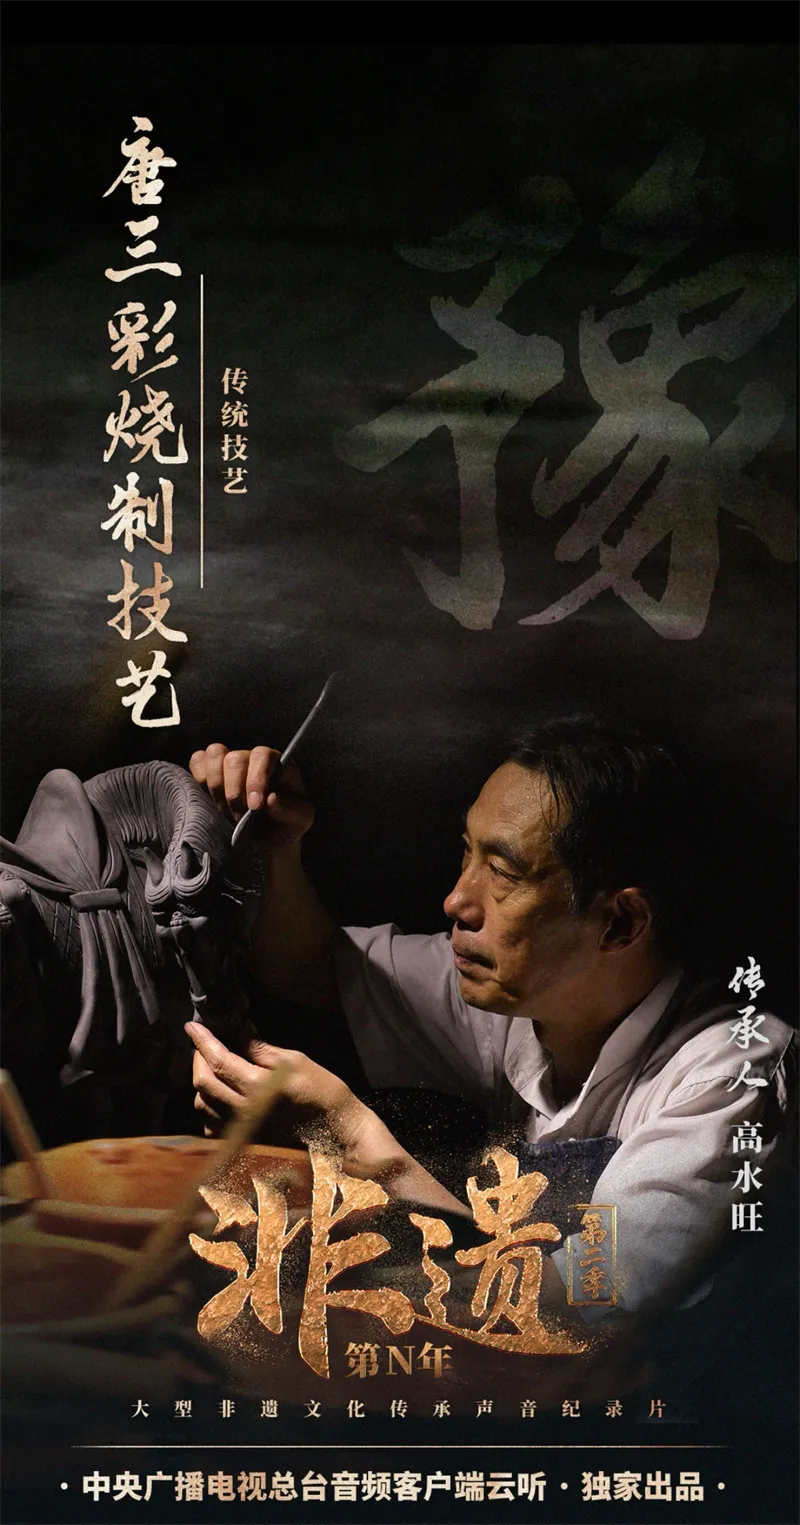 唐三彩烧制技艺
传统技艺
豫
传承人 高水旺
非遗
第二季
第N年
大型非遗文化传承声音纪录片
·中央广播电视总台音频客户端云听·独家出品·